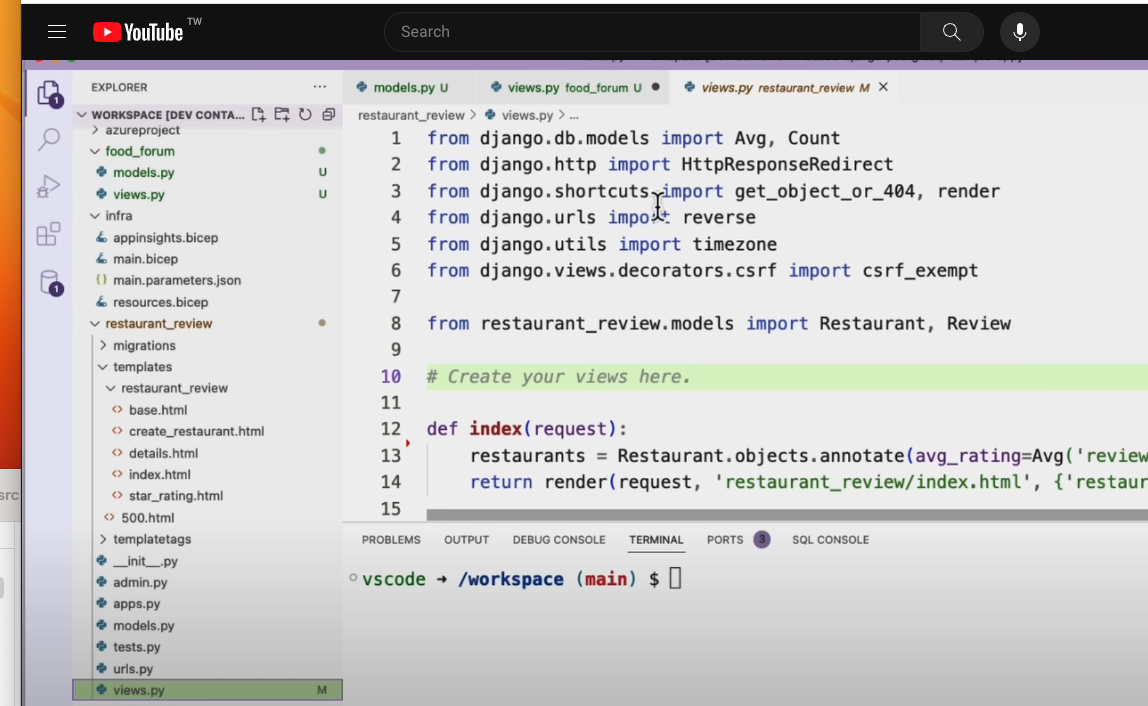 YouTube TW
Search
EXPLORER
WORKSPACE [DEV CONTA...
azureproject
food_forum
models.py U
views.py U
infra
appinsights.bicep
main.bicep
{} main.parameters.json
resources.bicep
restaurant_review
migrations
templates
restaurant_review
<> base.html
<> create_restaurant.html
<> details.html
<> index.html
<> star_rating.html
<> 500.html
templatetags
__init__.py
admin.py
apps.py
models.py
tests.py
urls.py
views.py M
1
1
src
models.py U
views.py food_forum U
views.py restaurant_review M
restaurant_review > views.py > ...
1 from django.db.models import Avg, Count
2 from django.http import HttpResponseRedirect
3 from django.shortcuts import get_object_or_404, render
4 from django.urls import reverse
5 from django.utils import timezone
6 from django.views.decorators.csrf import csrf_exempt
7
8 from restaurant_review.models import Restaurant, Review
9
10 # Create your views here.
11
12 def index(request):
13 restaurants = Restaurant.objects.annotate(avg_rating=Avg('review
14 return render(request, 'restaurant_review/index.html', {'restaur
15
PROBLEMS OUTPUT DEBUG CONSOLE TERMINAL PORTS 3 SQL CONSOLE
vscode → /workspace (main) $